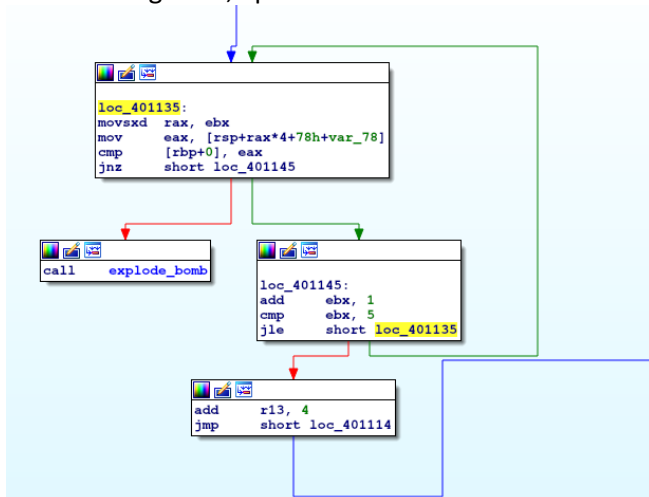 loc_401135:
movsxd rax, ebx
mov eax, [rsp+rax*4+78h+var_78]
cmp [rbp+0], eax
jnz short loc_401145
call explode_bomb
loc_401145:
add ebx, 1
cmp ebx, 5
jle short loc_401135
add r13, 4
jmp short loc_401114